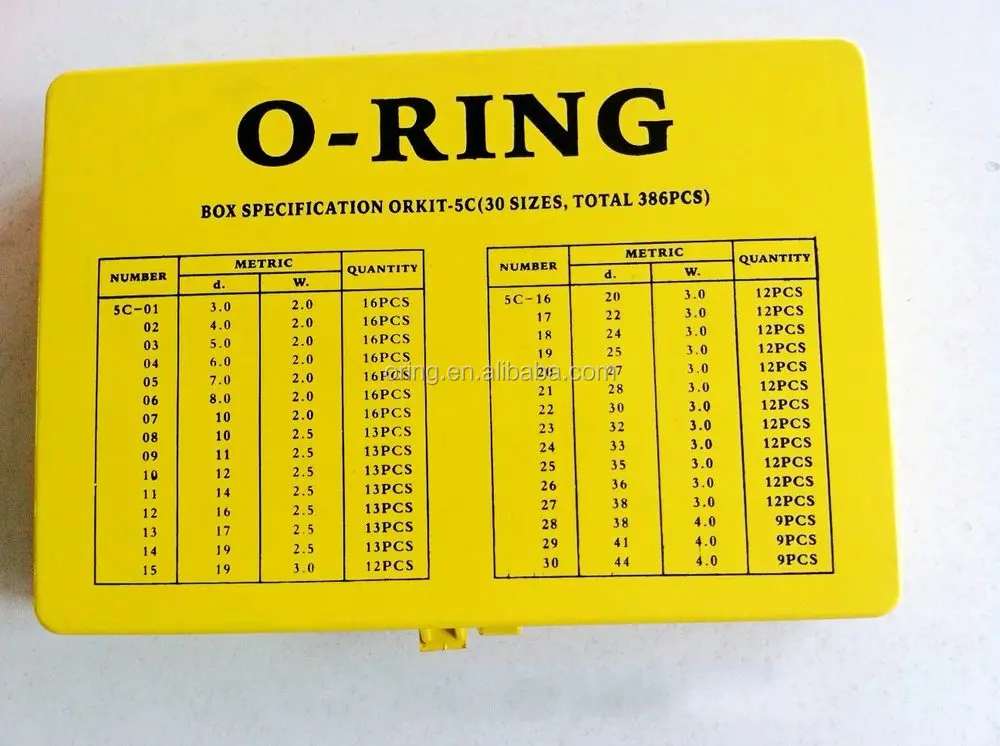 O-RING
BOX SPECIFICATION ORKIT-5C(30 SIZES, TOTAL 386PCS)
NUMBER METRIC QUANTITY
d. W.
5C-01 3.0 2.0 16PCS
02 4.0 2.0 16PCS
03 5.0 2.0 16PCS
04 6.0 2.0 16PCS
05 7.0 2.0 16PCS
06 8.0 2.0 16PCS
07 10 2.0 16PCS
08 10 2.5 13PCS
09 11 2.5 13PCS
10 12 2.5 13PCS
11 14 2.5 13PCS
12 16 2.5 13PCS
13 17 2.5 13PCS
14 19 2.5 13PCS
15 19 3.0 12PCS
NUMBER METRIC QUANTITY
d. W.
5C-16 20 3.0 12PCS
17 22 3.0 12PCS
18 24 3.0 12PCS
19 25 3.0 12PCS
20 27 3.0 12PCS
21 28 3.0 12PCS
22 30 3.0 12PCS
23 32 3.0 12PCS
24 33 3.0 12PCS
25 35 3.0 12PCS
26 36 3.0 12PCS
27 38 3.0 12PCS
28 38 4.0 9PCS
29 41 4.0 9PCS
30 44 4.0 9PCS
oring.en.alibaba.com